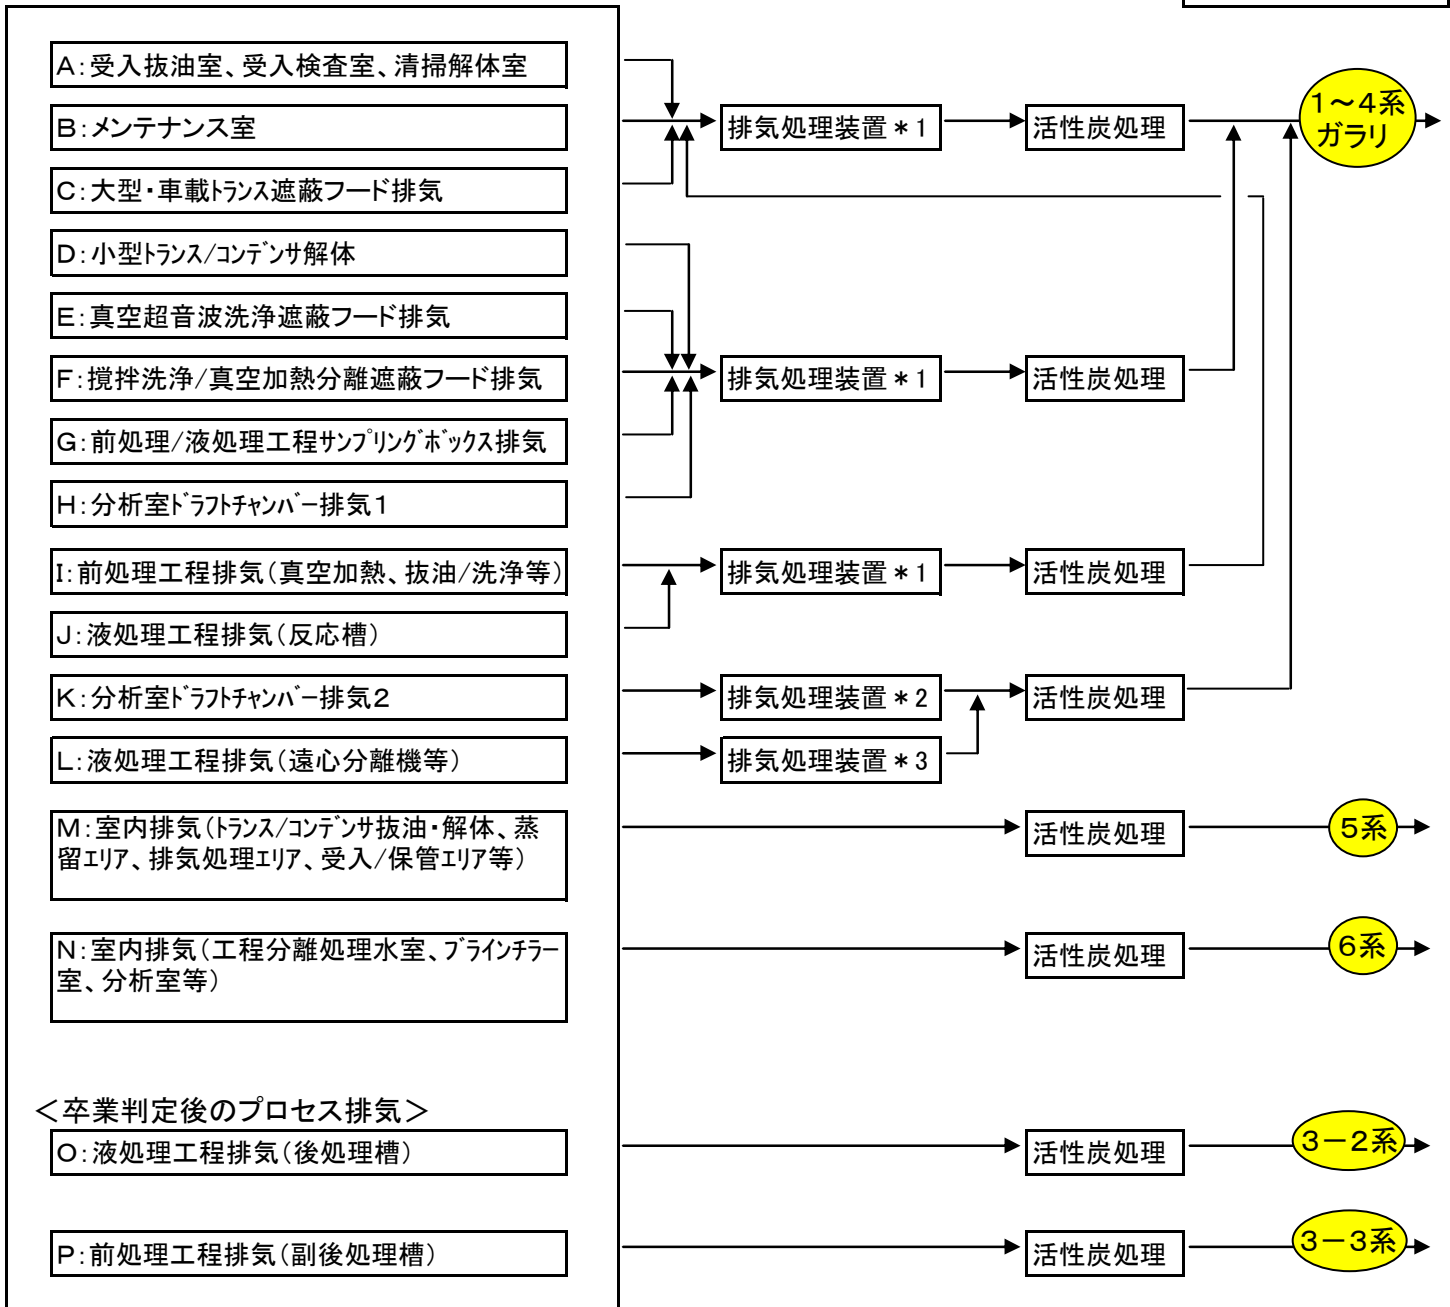 A:受入抜油室、受入検査室、清掃解体室
B:メンテナンス室
排気処理装置*1
活性炭処理
1～4系
ガラリ
C:大型・車載ﾄﾗﾝｽ遮蔽フード排気
D:小型ﾄﾗﾝｽ/ｺﾝﾃﾞﾝｻ解体
E:真空超音波洗浄遮蔽フード排気
F:撹拌洗浄/真空加熱分離遮蔽フード排気
排気処理装置*1
活性炭処理
G:前処理/液処理工程ｻﾝﾌﾟﾘﾝｸﾞﾎﾞｯｸｽ排気
H:分析室ﾄﾞﾗﾌﾄﾁｬﾝﾊﾞｰ排気1
I:前処理工程排気(真空加熱、抜油/洗浄等)
排気処理装置*1
活性炭処理
J:液処理工程排気(反応槽)
K:分析室ﾄﾞﾗﾌﾄﾁｬﾝﾊﾞｰ排気2
排気処理装置*2
活性炭処理
L:液処理工程排気(遠心分離機等)
排気処理装置*3
M:室内排気(ﾄﾗﾝｽ/ｺﾝﾃﾞﾝｻ抜油・解体、蒸
留ｴﾘｱ、排気処理ｴﾘｱ、受入/保管ｴﾘｱ等)
活性炭処理
5系
N:室内排気(工程分離処理水室、ﾌﾞﾗｲﾝﾁﾗｰ
室、分析室等)
活性炭処理
6系
＜卒業判定後のプロセス排気＞
O:液処理工程排気(後処理槽)
活性炭処理
3－2系
P:前処理工程排気(副後処理槽)
活性炭処理
3－3系